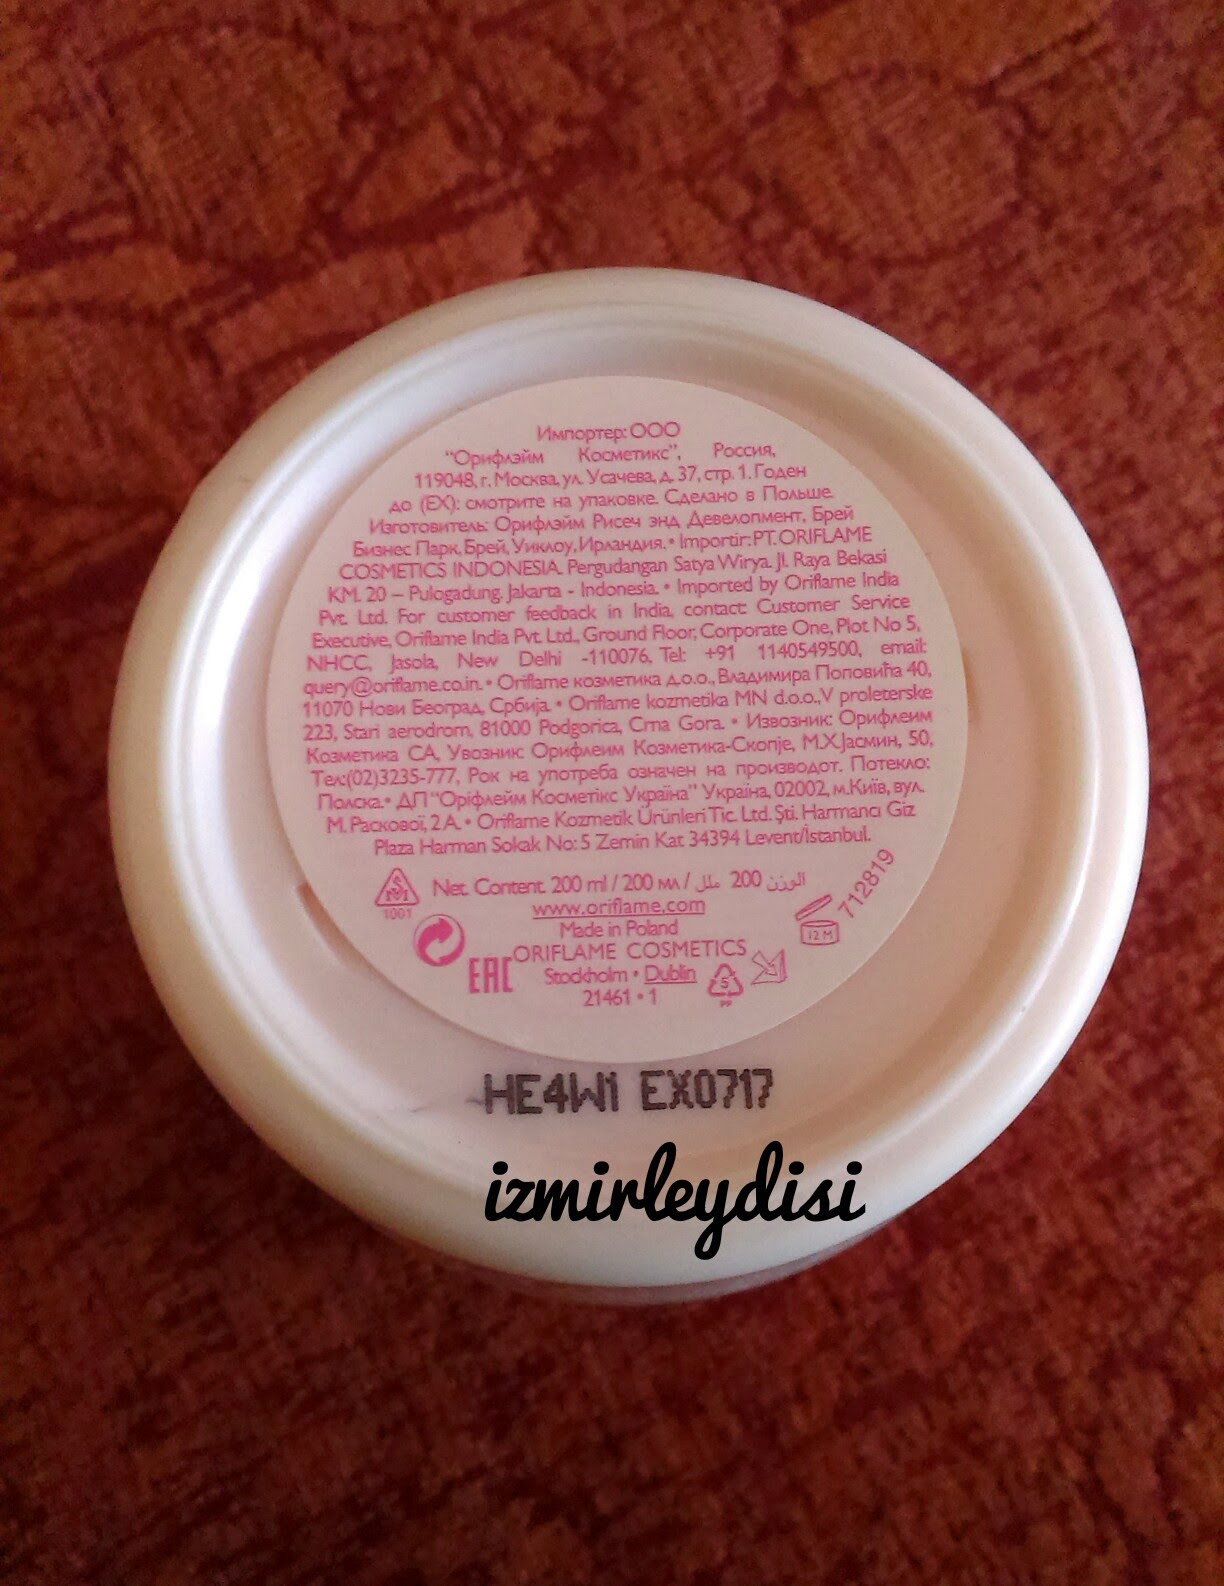 Импортер: ООО
"Орифлэйм Косметикс", Россия,
119048, г. Москва, ул. Усачева, д. 37, стр. 1. Годен
до (EX): смотрите на упаковке. Сделано в Польше.
Изготовитель: Орифлэйм Рисеч энд Девелопмент, Брей
Бизнес Парк, Брей, Уиклоу, Ирландия. • Importir: PT. ORIFLAME
COSMETICS INDONESIA. Pergudangan Satya Wirya. Jl. Raya Bekasi
KM. 20 – Pulogadung, Jakarta - Indonesia. • Imported by Oriflame India
Pvt. Ltd. For customer feedback in India, contact: Customer Service
Executive, Oriflame India Pvt. Ltd., Ground Floor, Corporate One, Plot No 5,
NHCC, Jasola, New Delhi -110076, Tel: +91 1140549500, email:
query@oriflame.co.in. • Oriflame козметика д.о.о., Владимира Поповића 40,
11070 Нови Београд, Србија. • Oriflame kozmetika MN d.o.o., V proleterske
223, Stari aerodrom, 81000 Podgorica, Crna Gora. • Извозник: Орифлеим
Козметика СА, Увозник: Орифлеим Козметика-Скопје, М.Х.Јасмин, 50,
Тел:(02)3235-777, Рок на употреба означен на производот. Потекло:
Полска. • ДП "Оріфлейм Косметікс Україна" Україна, 02002, м.Київ, вул.
М. Раскової, 2А. • Oriflame Kozmetik Ürünleri Tic. Ltd. Şti. Harmancı Giz
Plaza Harman Sokak No: 5 Zemin Kat 34394 Levent/İstanbul.
712819
1001
Net. Content. 200 ml / 200 мл / الوزن 200 ملل
www.oriflame.com
12 M
Made in Poland
ORIFLAME COSMETICS
EAC
Stockholm • Dublin
5
PP
21461 • 1
HE4W1 EX0717
izmirleydisi